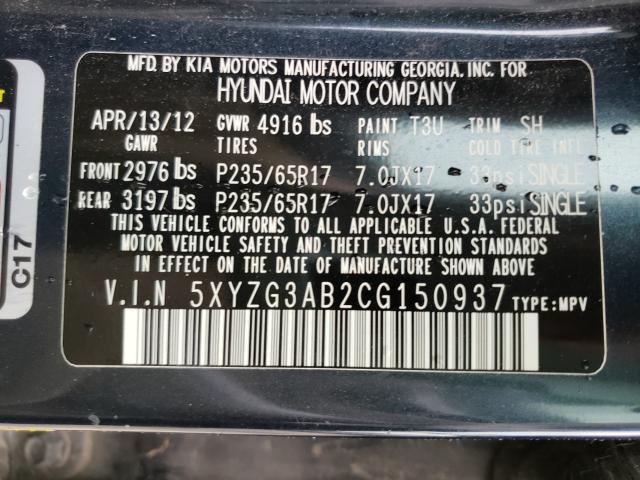 MFD. BY KIA MOTORS MANUFACTURING GEORGIA, INC. FOR
HYUNDAI MOTOR COMPANY
APR/13/12 GVWR 4916 lbs PAINT T3U TRIM SH
GAWR TIRES RIMS COLD TIRE INFL
FRONT 2976 lbs P235/65R17 7.0JX17 33psi SINGLE
REAR 3197 lbs P235/65R17 7.0JX17 33psi SINGLE
THIS VEHICLE CONFORMS TO ALL APPLICABLE U.S.A. FEDERAL
MOTOR VEHICLE SAFETY AND THEFT PREVENTION STANDARDS
IN EFFECT ON THE DATE OF MANUFACTURE SHOWN ABOVE.
V.I.N 5XYZG3AB2CG150937 TYPE:MPV
C17